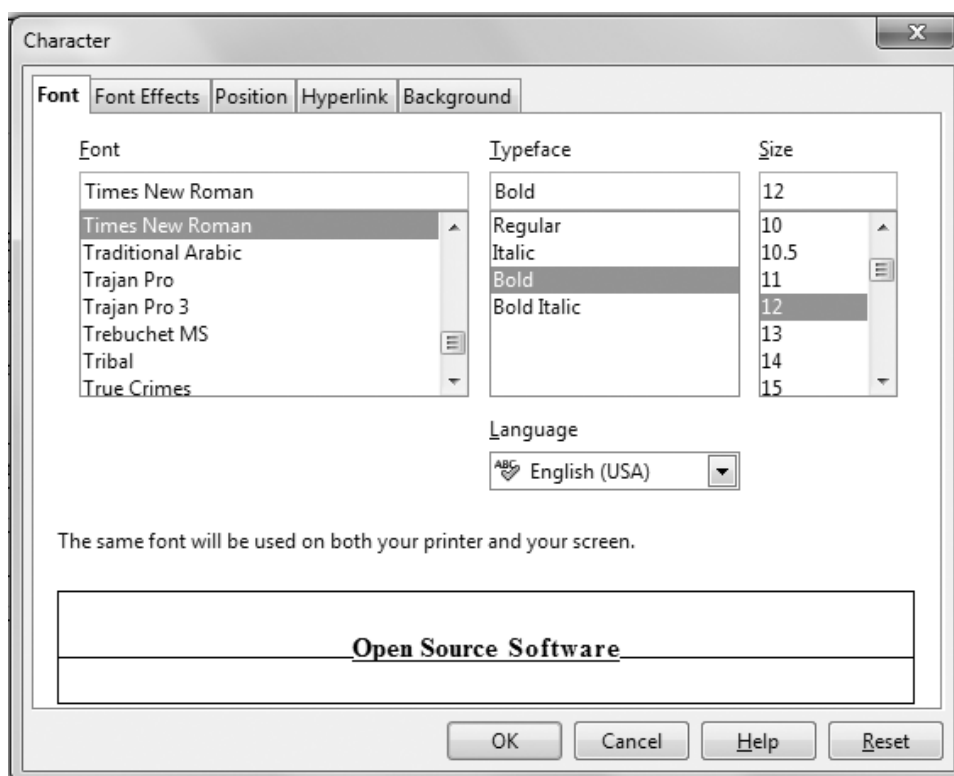 Character
Font Font Effects Position Hyperlink Background
Font Typeface Size
Times New Roman Bold 12
Times New Roman Regular 10
Traditional Arabic Italic 10.5
Trajan Pro Bold 11
Trajan Pro 3 Bold Italic 12
Trebuchet MS 13
Tribal 14
True Crimes 15
Language
ABC English (USA)
The same font will be used on both your printer and your screen.
Open Source Software
OK Cancel Help Reset